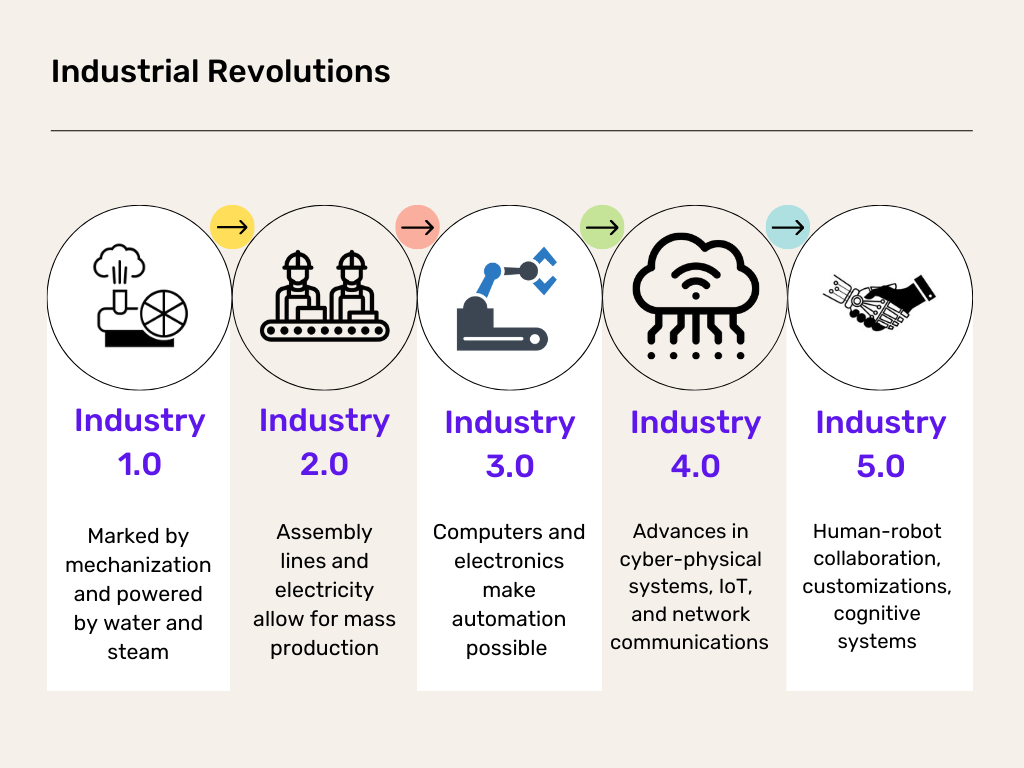 Industrial Revolutions
Industry
1.0
Marked by
mechanization
and powered
by water and
steam
Industry
2.0
Assembly
lines and
electricity
allow for mass
production
Industry
3.0
Computers and
electronics
make
automation
possible
Industry
4.0
Advances in
cyber-physical
systems, IoT,
and network
communications
Industry
5.0
Human-robot
collaboration,
customizations,
cognitive
systems